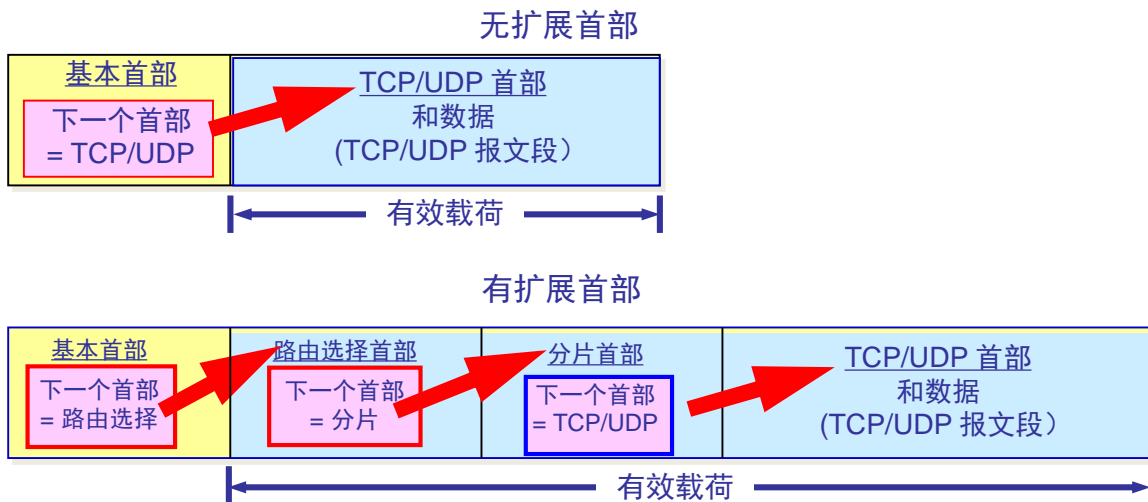 无扩展首部
基本首部
下一个首部
= TCP/UDP
TCP/UDP 首部
和数据
(TCP/UDP 报文段）
有效载荷
有扩展首部
基本首部
下一个首部
= 路由选择
路由选择首部
下一个首部
= 分片
分片首部
下一个首部
= TCP/UDP
TCP/UDP 首部
和数据
(TCP/UDP 报文段）
有效载荷